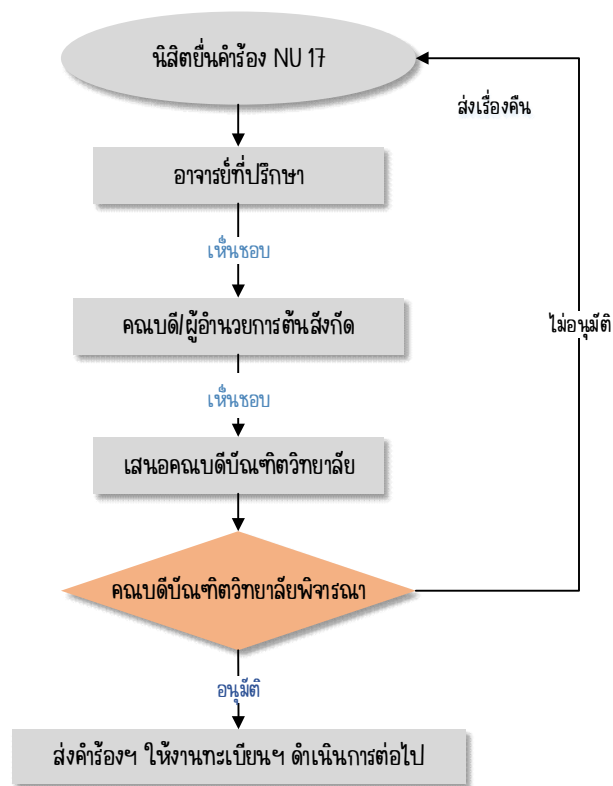 นิสิตยื่นคำร้อง NU 17
ส่งเรื่องคืน
อาจารย์ที่ปรึกษา
เห็นชอบ
คณบดี/ผู้อำนวยการต้นสังกัด
ไม่อนุมัติ
เห็นชอบ
เสนอคณบดีบัณฑิตวิทยาลัย
คณบดีบัณฑิตวิทยาลัยพิจารณา
อนุมัติ
ส่งคำร้องฯ ให้งานทะเบียนฯ ดำเนินการต่อไป